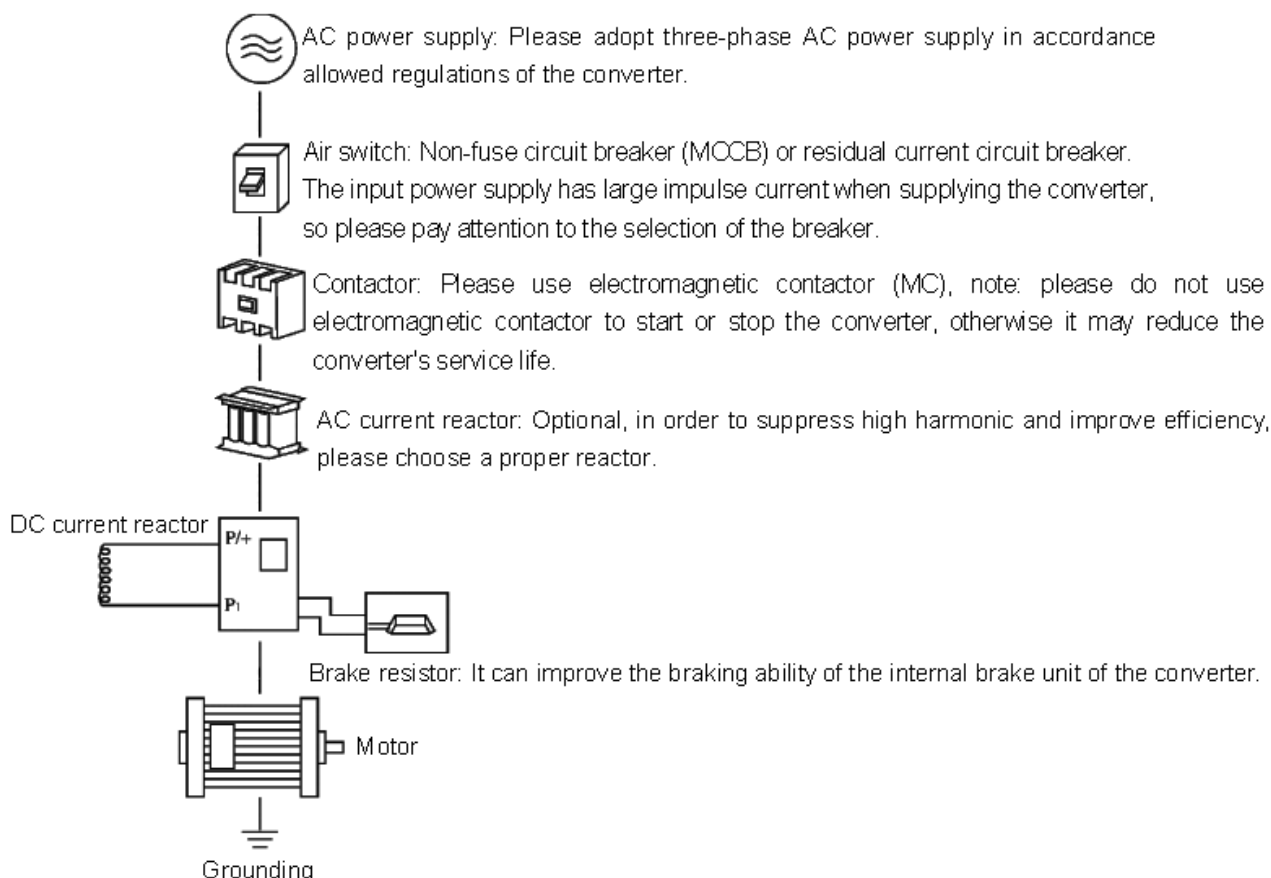 AC power supply: Please adopt three-phase AC power supply in accordance
allowed regulations of the converter.
Air switch: Non-fuse circuit breaker (MCCB) or residual current circuit breaker.
The input power supply has large impulse current when supplying the converter,
so please pay attention to the selection of the breaker.
Contactor: Please use electromagnetic contactor (MC), note: please do not use
electromagnetic contactor to start or stop the converter, otherwise it may reduce the
converter's service life.
AC current reactor: Optional, in order to suppress high harmonic and improve efficiency,
please choose a proper reactor.
DC current reactor
P/+
P1
Brake resistor: It can improve the braking ability of the internal brake unit of the converter.
Motor
Grounding